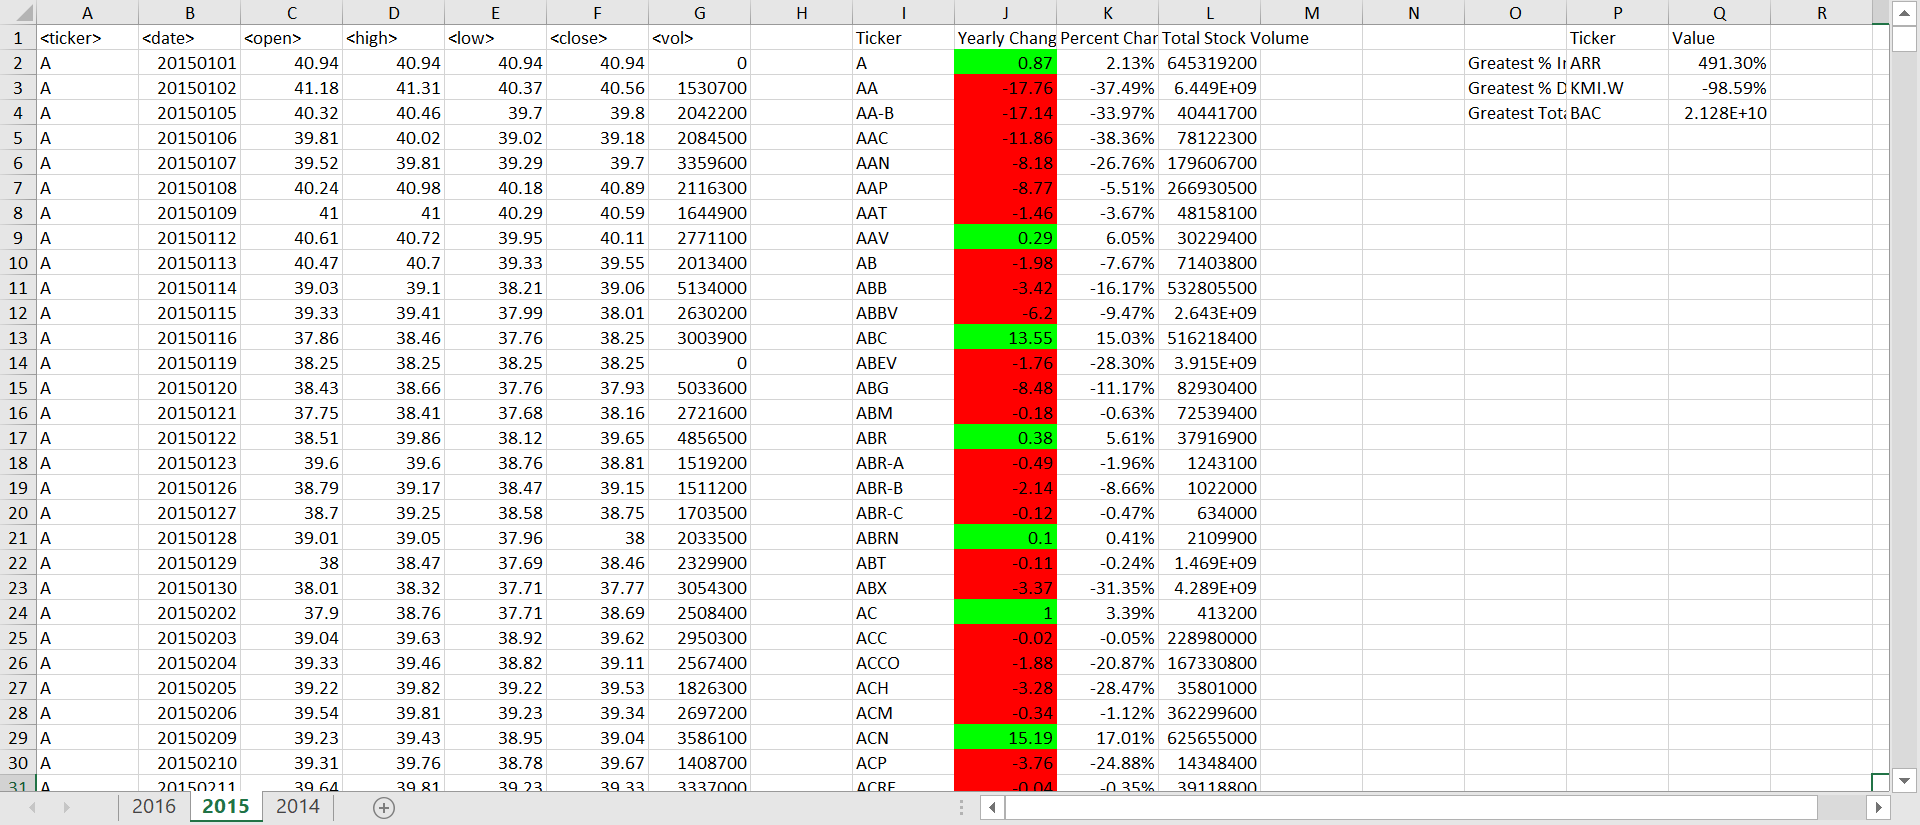 A B C D E F G H I J K L M N O P Q R
1 <ticker> <date> <open> <high> <low> <close> <vol> Ticker Yearly Chang Percent Char Total Stock Volume Ticker Value
2 A 20150101 40.94 40.94 40.94 40.94 0 A 0.87 2.13% 645319200 Greatest % Ir ARR 491.30%
3 A 20150102 41.18 41.31 40.37 40.56 1530700 AA -17.76 -37.49% 6.449E+09 Greatest % D KMI.W -98.59%
4 A 20150105 40.32 40.46 39.7 39.8 2042200 AA-B -17.14 -33.97% 40441700 Greatest Tota BAC 2.128E+10
5 A 20150106 39.81 40.02 39.02 39.18 2084500 AAC -11.86 -38.36% 78122300
6 A 20150107 39.52 39.81 39.29 39.7 3359600 AAN -8.18 -26.76% 179606700
7 A 20150108 40.24 40.98 40.18 40.89 2116300 AAP -8.77 -5.51% 266930500
8 A 20150109 41 41 40.29 40.59 1644900 AAT -1.46 -3.67% 48158100
9 A 20150112 40.61 40.72 39.95 40.11 2771100 AAV 0.29 6.05% 30229400
10 A 20150113 40.47 40.7 39.33 39.55 2013400 AB -1.98 -7.67% 71403800
11 A 20150114 39.03 39.1 38.21 39.06 5134000 ABB -3.42 -16.17% 532805500
12 A 20150115 39.33 39.41 37.99 38.01 2630200 ABBV -6.2 -9.47% 2.643E+09
13 A 20150116 37.86 38.46 37.76 38.25 3003900 ABC 13.55 15.03% 516218400
14 A 20150119 38.25 38.25 38.25 38.25 0 ABEV -1.76 -28.30% 3.915E+09
15 A 20150120 38.43 38.66 37.76 37.93 5033600 ABG -8.48 -11.17% 82930400
16 A 20150121 37.75 38.41 37.68 38.16 2721600 ABM -0.18 -0.63% 72539400
17 A 20150122 38.51 39.86 38.12 39.65 4856500 ABR 0.38 5.61% 37916900
18 A 20150123 39.6 39.6 38.76 38.81 1519200 ABR-A -0.49 -1.96% 1243100
19 A 20150126 38.79 39.17 38.47 39.15 1511200 ABR-B -2.14 -8.66% 1022000
20 A 20150127 38.7 39.25 38.58 38.75 1703500 ABR-C -0.12 -0.47% 634000
21 A 20150128 39.01 39.05 37.96 38 2033500 ABRN 0.1 0.41% 2109900
22 A 20150129 38 38.47 37.69 38.46 2329900 ABT -0.11 -0.24% 1.469E+09
23 A 20150130 38.01 38.32 37.71 37.77 3054300 ABX -3.37 -31.35% 4.289E+09
24 A 20150202 37.9 38.76 37.71 38.69 2508400 AC 1 3.39% 413200
25 A 20150203 39.04 39.63 38.92 39.62 2950300 ACC -0.02 -0.05% 228980000
26 A 20150204 39.33 39.46 38.82 39.11 2567400 ACCO -1.88 -20.87% 167330800
27 A 20150205 39.22 39.82 39.22 39.53 1826300 ACH -3.28 -28.47% 35801000
28 A 20150206 39.54 39.81 39.23 39.34 2697200 ACM -0.34 -1.12% 362299600
29 A 20150209 39.23 39.43 38.95 39.04 3586100 ACN 15.19 17.01% 625655000
30 A 20150210 39.31 39.76 38.78 39.67 1408700 ACP -3.76 -24.88% 14348400
31 A 20150211 39.64 39.81 39.23 39.33 3337000 ACRE -0.04 -0.35% 39118800
2016 2015 2014